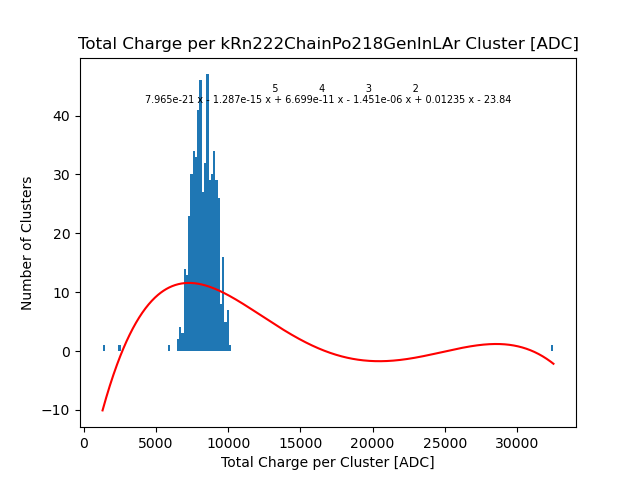 Total Charge per kRn222ChainPo218GenInLAr Cluster [ADC]
5 4 3 2
7.965e-21 x - 1.287e-15 x + 6.699e-11 x - 1.451e-06 x + 0.01235 x - 23.84
40
30
20
10
0
−10
Number of Clusters
0 5000 10000 15000 20000 25000 30000
Total Charge per Cluster [ADC]